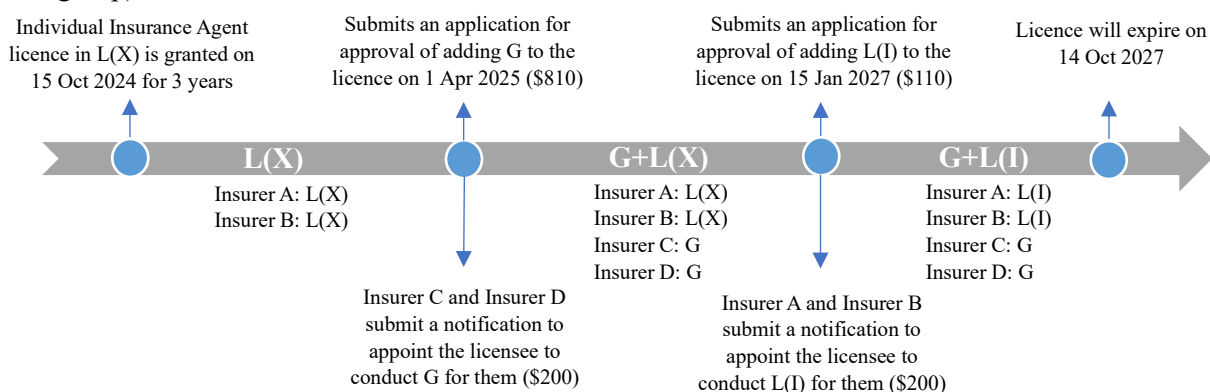 Individual Insurance Agent
licence in L(X) is granted on
15 Oct 2024 for 3 years
Submits an application for
approval of adding G to the
licence on 1 Apr 2025 ($810)
Submits an application for
approval of adding L(I) to the
licence on 15 Jan 2027 ($110)
Licence will expire on
14 Oct 2027
L(X)
G+L(X)
G+L(I)
Insurer A: L(X)
Insurer B: L(X)
Insurer A: L(X)
Insurer B: L(X)
Insurer C: G
Insurer D: G
Insurer A: L(I)
Insurer B: L(I)
Insurer C: G
Insurer D: G
Insurer C and Insurer D
submit a notification to
appoint the licensee to
conduct G for them ($200)
Insurer A and Insurer B
submit a notification to
appoint the licensee to
conduct L(I) for them ($200)